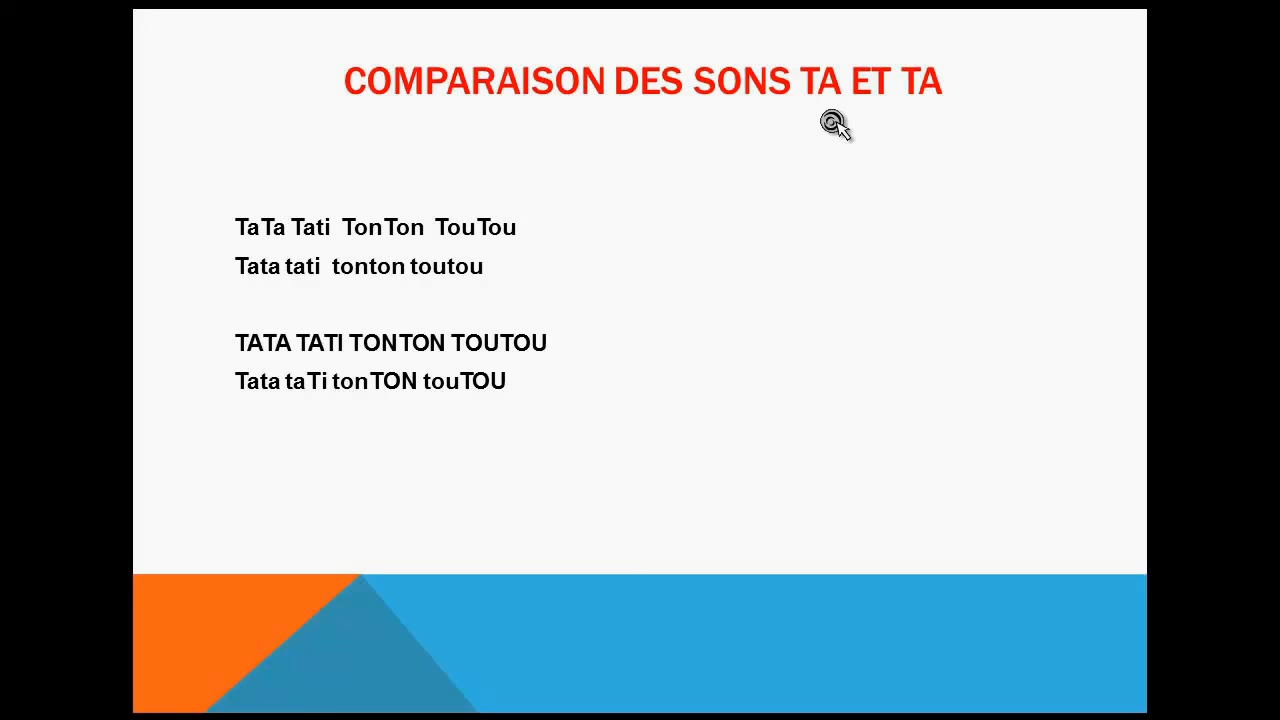 COMPARAISON DES SONS TA ET TA
TaTa Tati TonTon TouTou
Tata tati tonton toutou
TATA TATI TONTON TOUTOU
Tata taTi tonTON touTOU